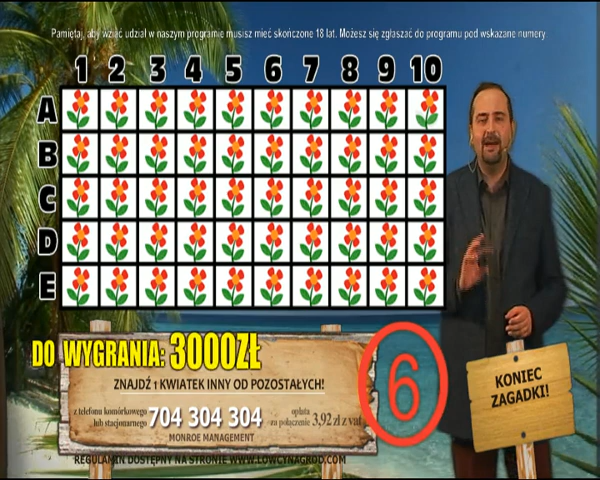 Pamiętaj, aby wziąć udział w naszym programie musisz mieć skończone 18 lat. Możesz się zgłaszać do programu pod wskazane numery.
1 2 3 4 5 6 7 8 9 10
A
B
C
D
E
DO WYGRANIA: 3000ZŁ
ZNAJDŹ 1 KWIATEK INNY OD POZOSTAŁYCH!
z telefonu komórkowego
lub stacjonarnego
704 304 304
opłata
za połączenie 3,92 zł z vat
MONROE MANAGEMENT
REGULAMIN DOSTĘPNY NA STRONIE WWW.LOWCYNAGROD.COM
6
KONIEC
ZAGADKI!